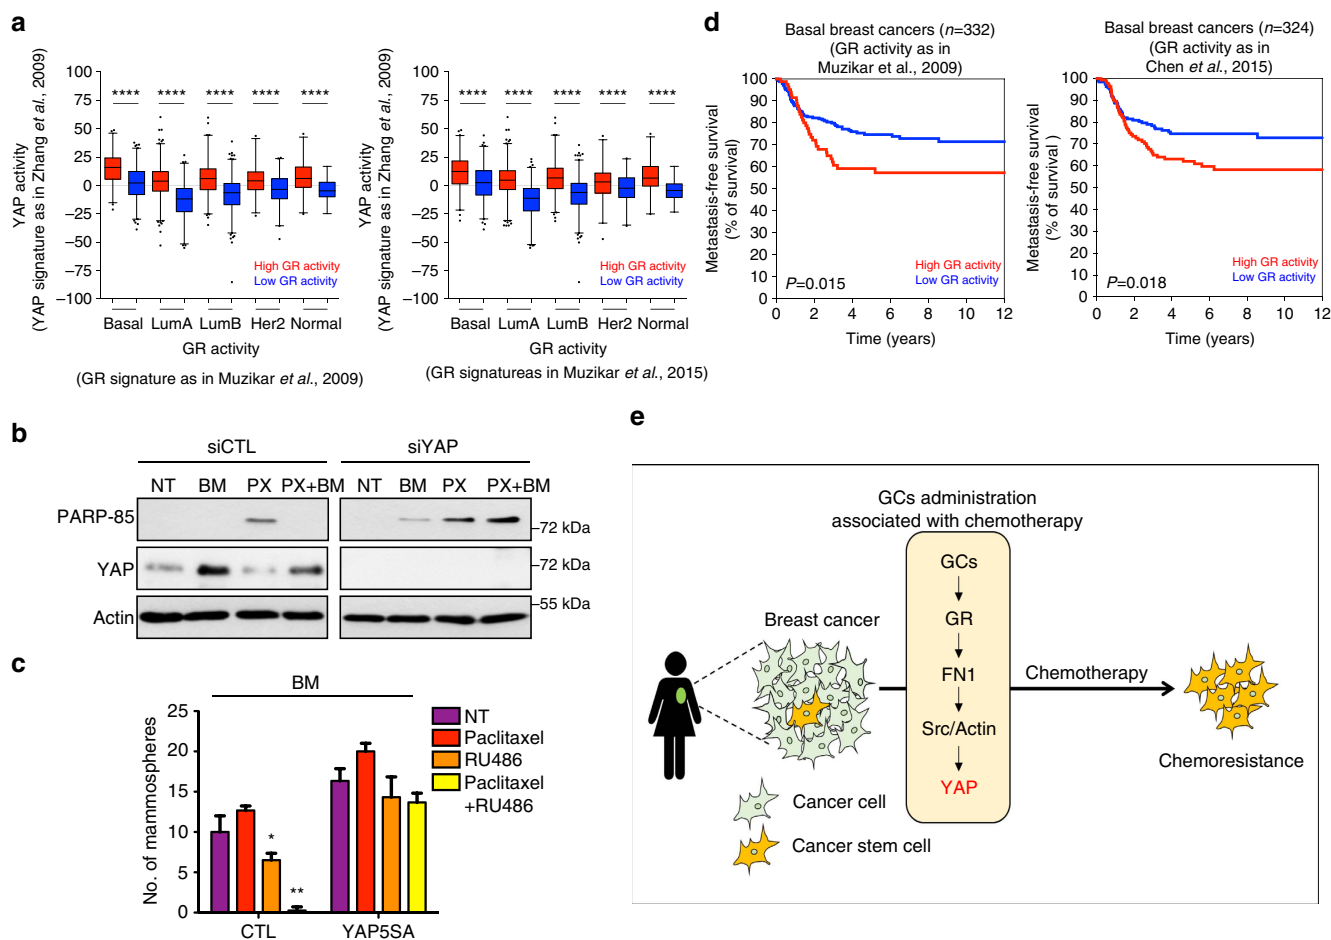 a
YAP activity
(YAP signature as in Zhang et al., 2009)
100
75
50
25
0
−25
−50
−75
−100
**** **** **** **** ****
High GR activity
Low GR activity
Basal LumA LumB Her2 Normal
GR activity
(GR signature as in Muzikar et al., 2009)
YAP activity
(YAP signature as in Zhang et al., 2009)
100
75
50
25
0
−25
−50
−75
−100
**** **** **** **** ****
High GR activity
Low GR activity
Basal LumA LumB Her2 Normal
GR activity
(GR signatureas in Muzikar et al., 2015)
d
Basal breast cancers (n=332)
(GR activity as in
Muzikar et al., 2009)
Metastasis-free survival
(% of survival)
100
90
80
70
60
50
40
30
20
10
0
High GR activity
Low GR activity
P=0.015
0 2 4 6 8 10 12
Time (years)
Basal breast cancers (n=324)
(GR activity as in
Chen et al., 2015)
Metastasis-free survival
(% of survival )
100
90
80
70
60
50
40
30
20
10
0
High GR activity
Low GR activity
P=0.018
0 2 4 6 8 10 12
Time (years)
b
siCTL siYAP
NT BM PX PX+BM NT BM PX PX+BM
PARP-85
−72 kDa
YAP
−72 kDa
Actin
−55 kDa
c
BM
No. of mammospheres
25
20
15
10
5
0
*
**
CTL YAP5SA
NT
Paclitaxel
RU486
Paclitaxel
+RU486
e
GCs administration
associated with chemotherapy
GCs
GR
FN1
Src/Actin
YAP
Breast cancer
Chemotherapy
Chemoresistance
Cancer cell
Cancer stem cell